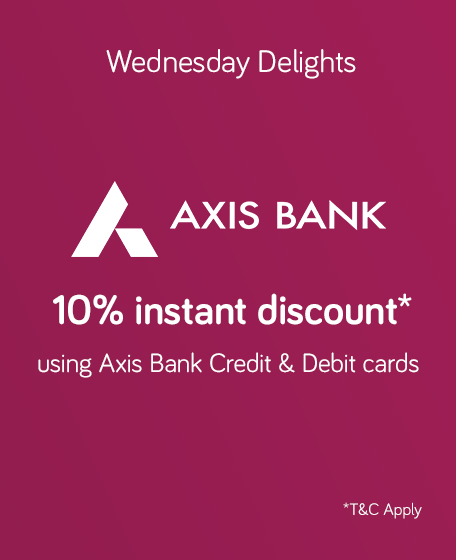 Wednesday Delights
AXIS BANK
10% instant discount*
using Axis Bank Credit & Debit cards
*T&C Apply